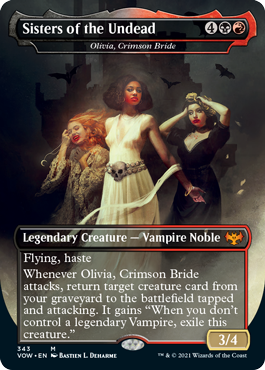 Sisters of the Undead 4
Olivia, Crimson Bride
Legendary Creature — Vampire Noble
Flying, haste
Whenever Olivia, Crimson Bride
attacks, return target creature card from
your graveyard to the battlefield tapped
and attacking. It gains “When you don't
control a legendary Vampire, exile this
creature.”
3/4
343 M
VOW • EN BASTIEN L. DEHARME ™ & © 2021 Wizards of the Coast